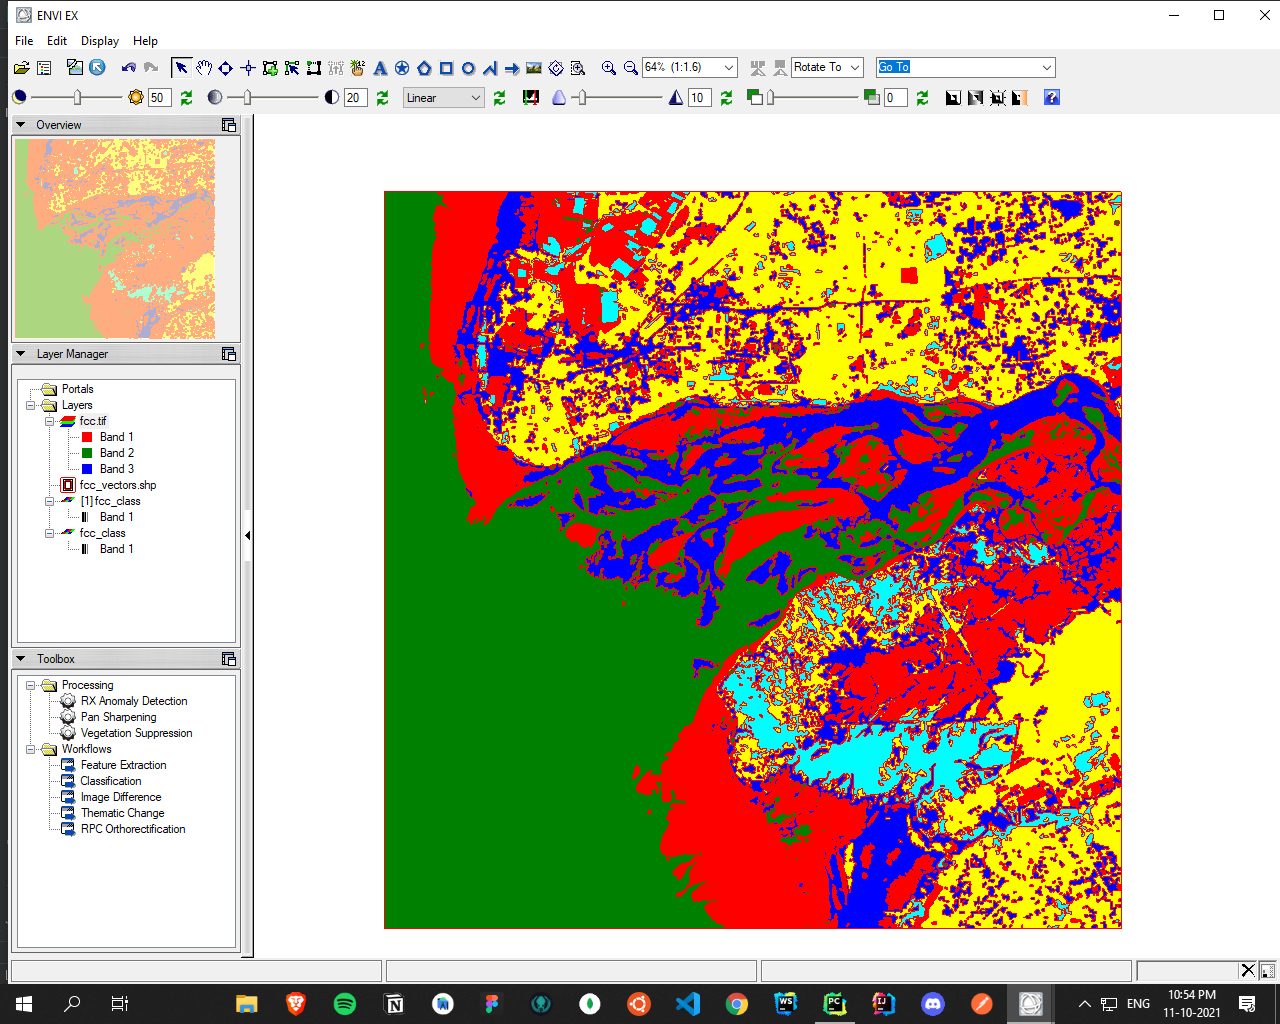 ENVI EX
File Edit Display Help
64% (1:1.6) Rotate To Go To
50 20 Linear 10 0
Overview
Layer Manager
Portals
Layers
fcc.tif
Band 1
Band 2
Band 3
fcc_vectors.shp
[1] fcc_class
Band 1
fcc_class
Band 1
Toolbox
Processing
RX Anomaly Detection
Pan Sharpening
Vegetation Suppression
Workflows
Feature Extraction
Classification
Image Difference
Thematic Change
RPC Orthorectification
WS PC IJ ENG 10:54 PM
11-10-2021